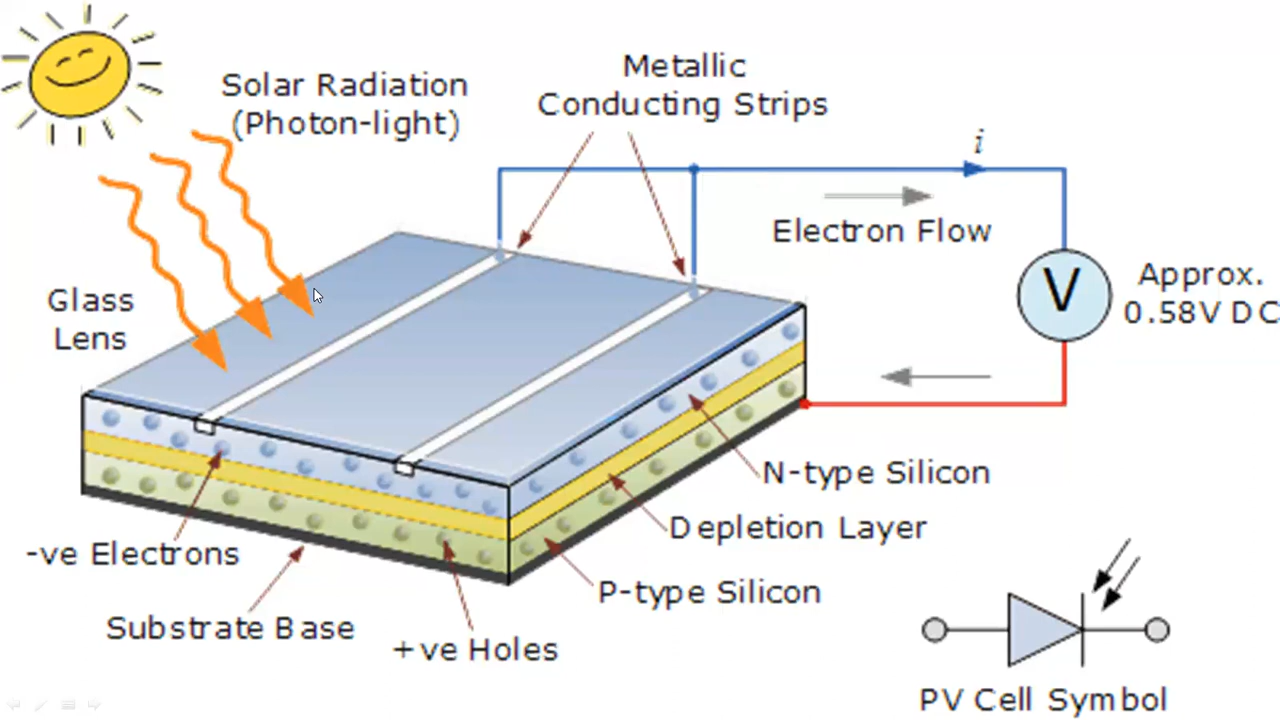 Solar Radiation
(Photon-light)
Metallic
Conducting Strips
i
Electron Flow
Glass
Lens
V
Approx.
0.58V DC
N-type Silicon
Depletion Layer
P-type Silicon
-ve Electrons
Substrate Base
+ve Holes
PV Cell Symbol